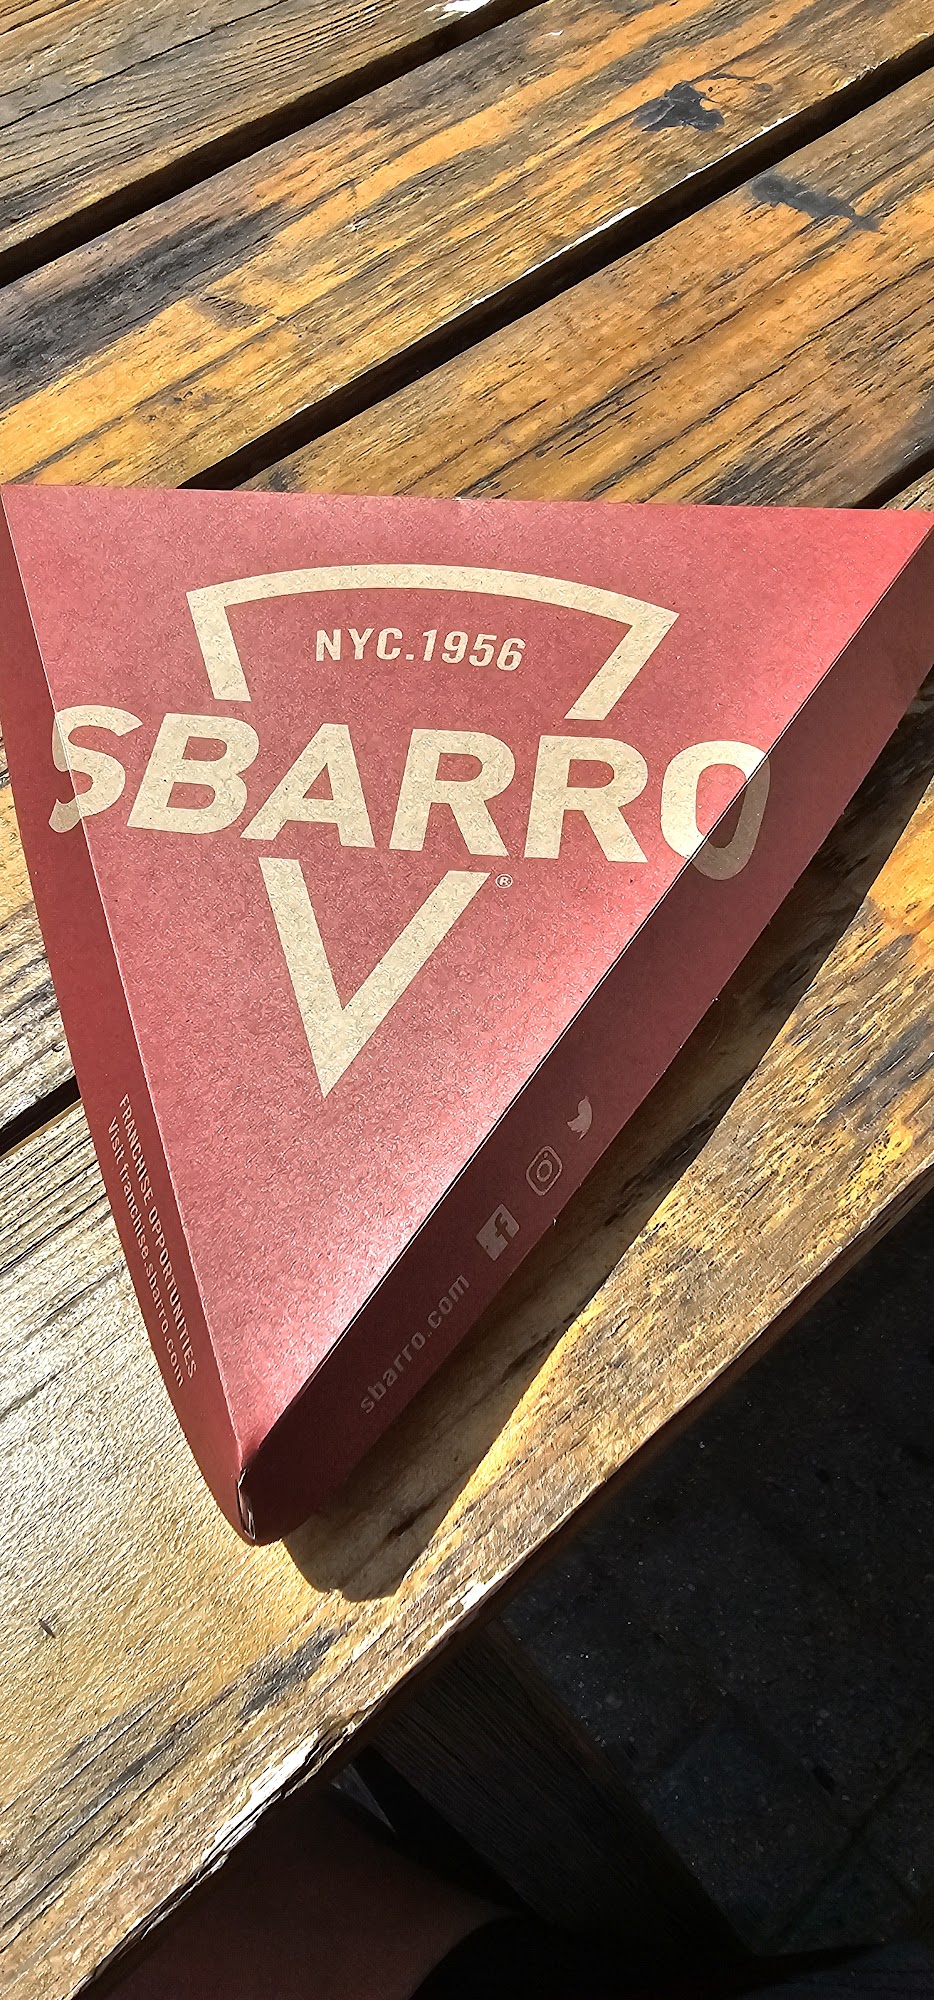 NYC.1956
SBARRO
®
FRANCHISE OPPORTUNITIES
Visit franchise.sbarro.com
sbarro.com